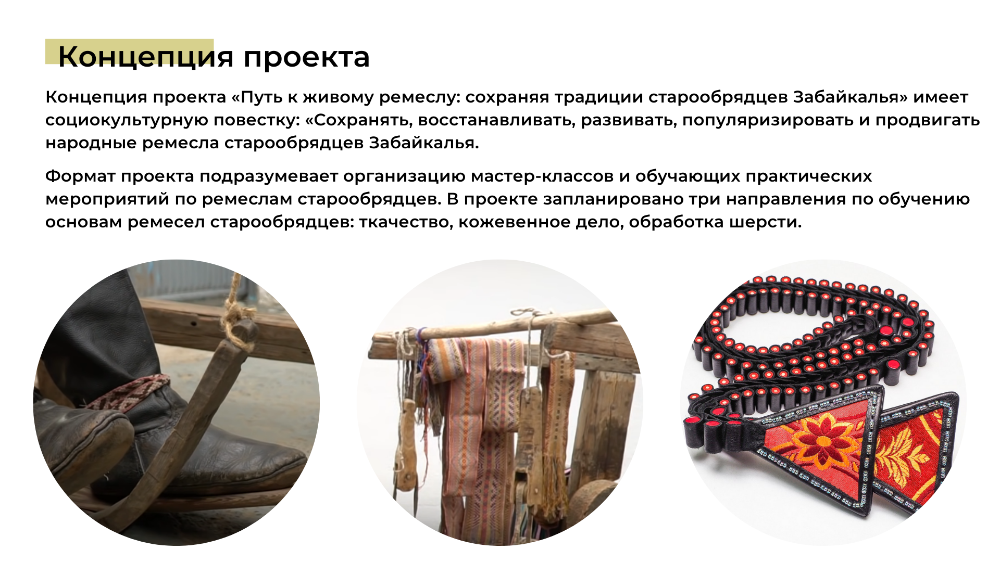 Концепция проекта
Концепция проекта «Путь к живому ремеслу: сохраняя традиции старообрядцев Забайкалья» имеет
социокультурную повестку: «Сохранять, восстанавливать, развивать, популяризировать и продвигать
народные ремесла старообрядцев Забайкалья.
Формат проекта подразумевает организацию мастер-классов и обучающих практических
мероприятий по ремеслам старообрядцев. В проекте запланировано три направления по обучению
основам ремесел старообрядцев: ткачество, кожевенное дело, обработка шерсти.